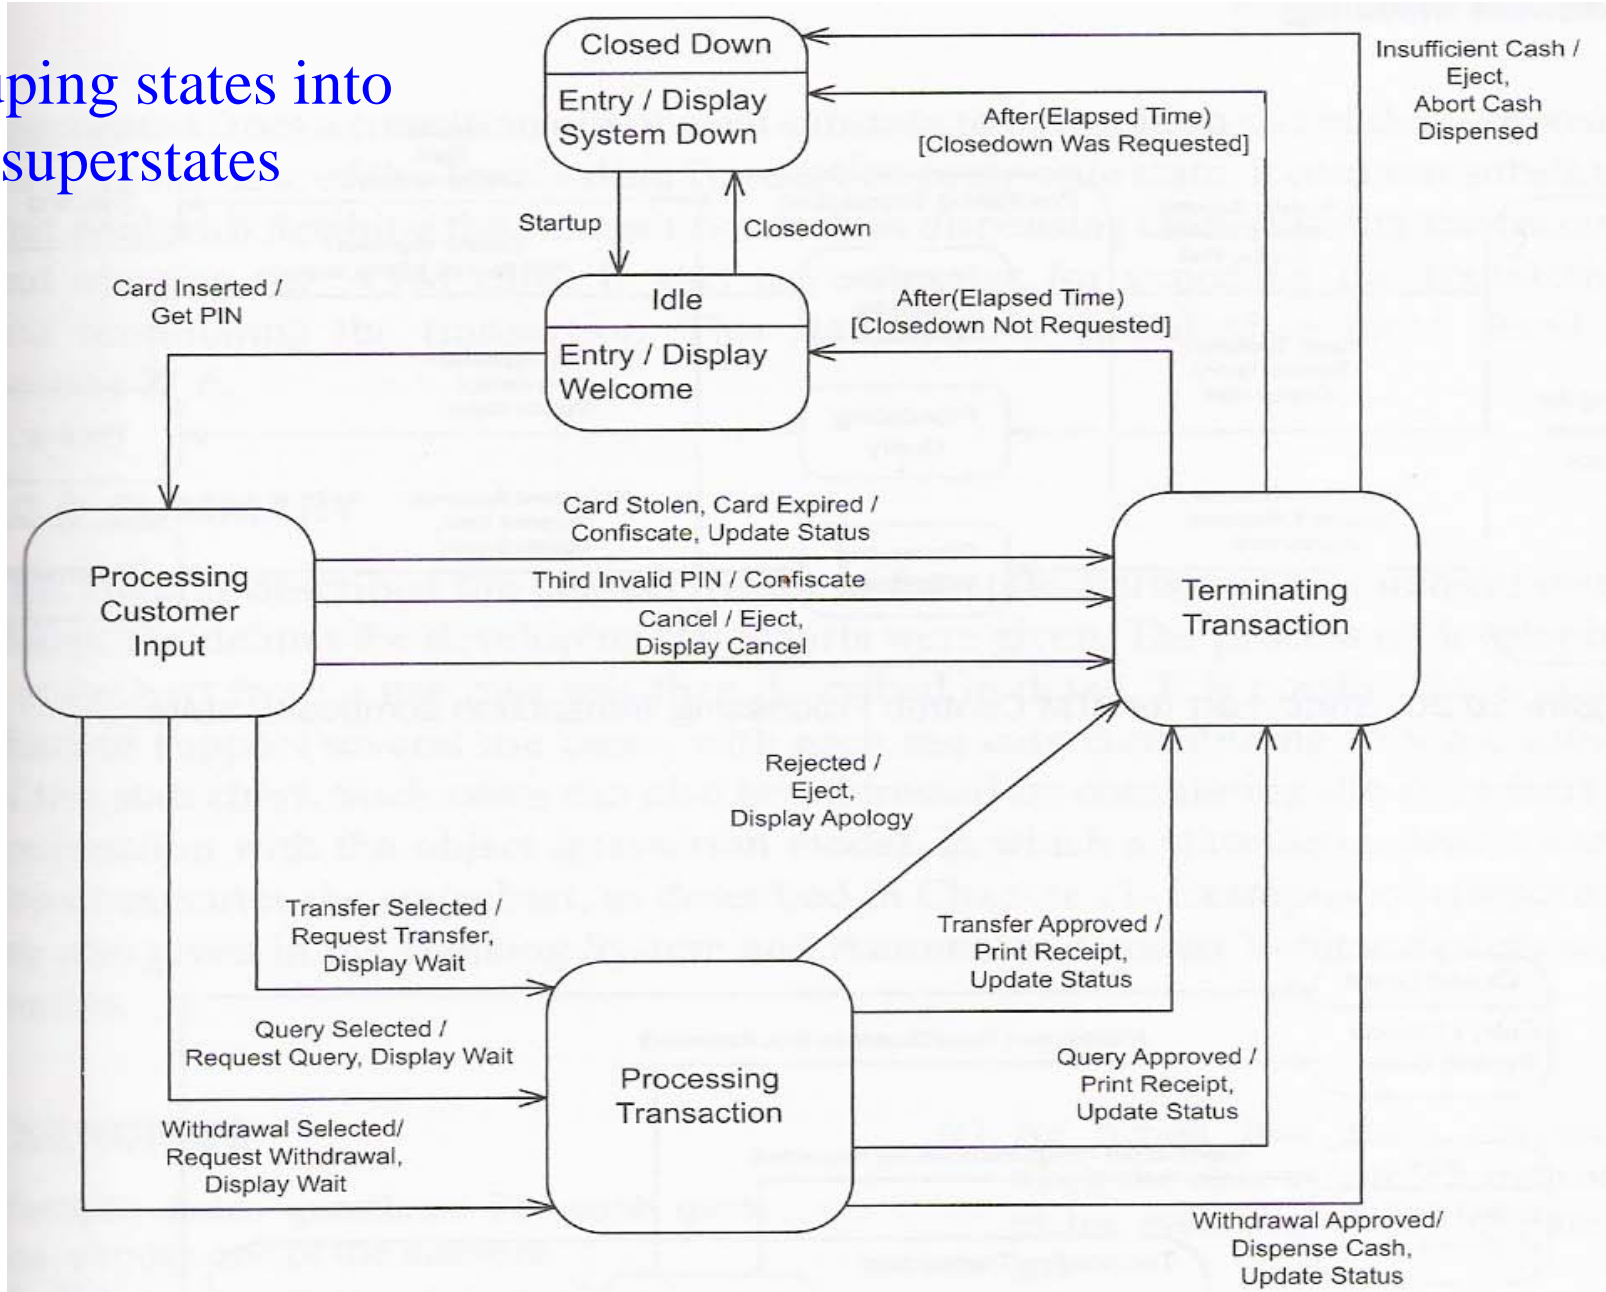 states into
superstates
Closed Down
Entry / Display
System Down
Insufficient Cash /
Eject,
Abort Cash
Dispensed
After(Elapsed Time)
[Closedown Was Requested]
Startup
Closedown
Card Inserted /
Get PIN
Idle
Entry / Display
Welcome
After(Elapsed Time)
[Closedown Not Requested]
Card Stolen, Card Expired /
Confiscate, Update Status
Third Invalid PIN / Confiscate
Cancel / Eject,
Display Cancel
Processing
Customer
Input
Terminating
Transaction
Rejected /
Eject,
Display Apology
Transfer Selected /
Request Transfer,
Display Wait
Transfer Approved /
Print Receipt,
Update Status
Query Selected /
Request Query, Display Wait
Processing
Transaction
Query Approved /
Print Receipt,
Update Status
Withdrawal Selected/
Request Withdrawal,
Display Wait
Withdrawal Approved/
Dispense Cash,
Update Status